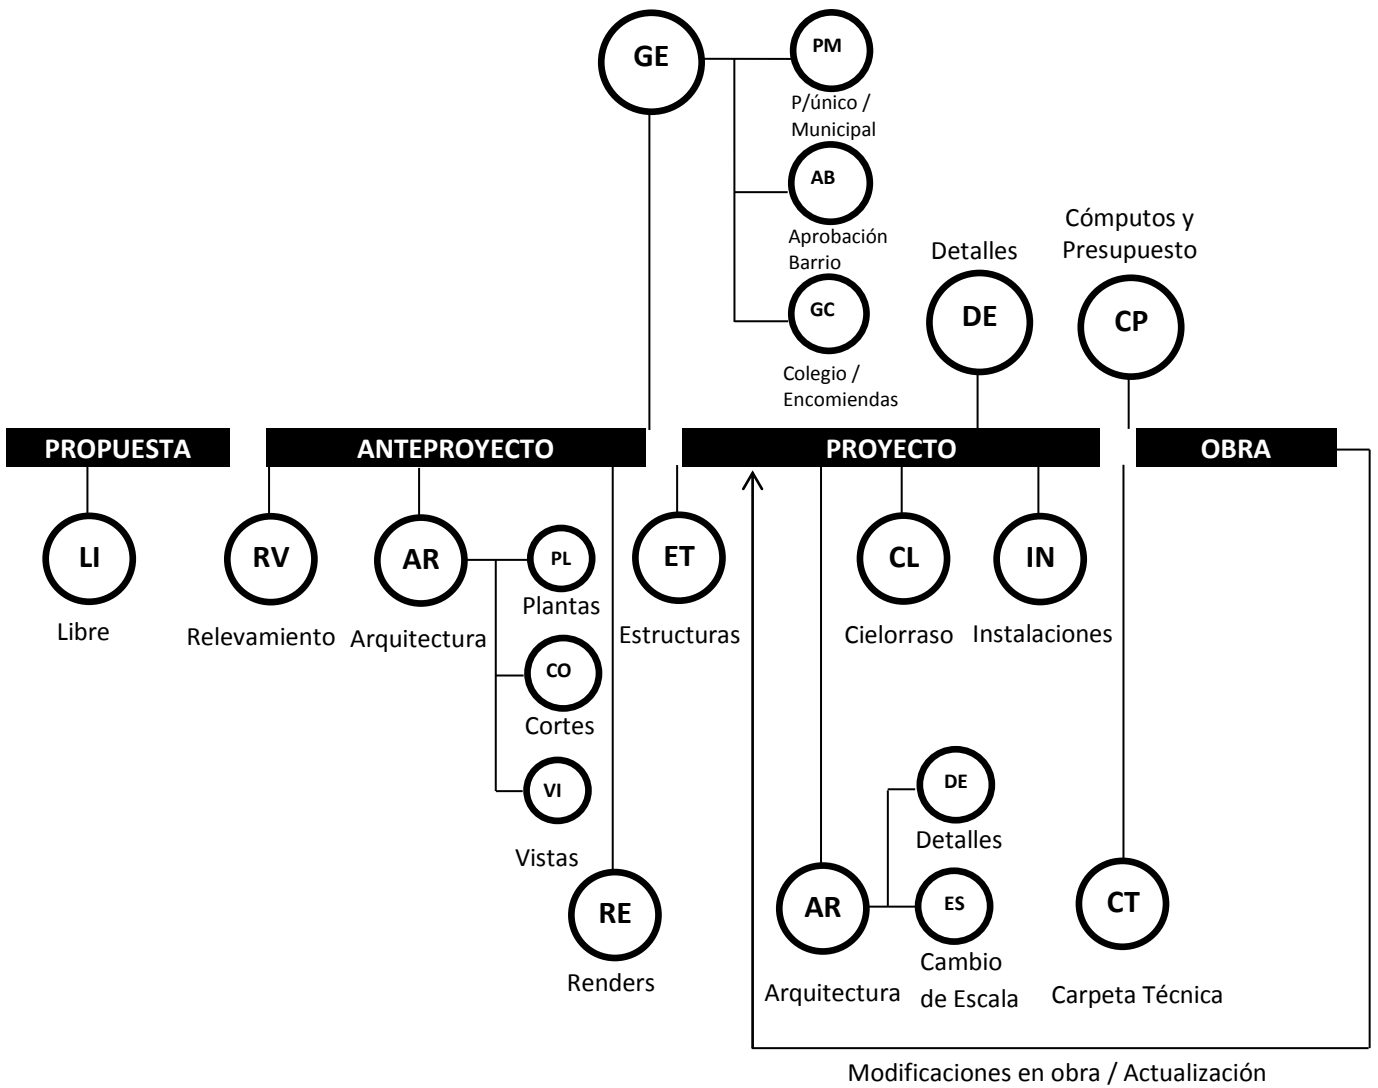 GE
PM
P/único /
Municipal
AB
Aprobación
Barrio
GC
Colegio /
Encomiendas
Detalles
DE
Cómputos y
Presupuesto
CP
PROPUESTA
ANTEPROYECTO
PROYECTO
OBRA
LI
Libre
RV
Relevamiento
AR
Arquitectura
PL
Plantas
CO
Cortes
VI
Vistas
RE
Renders
ET
Estructuras
CL
Cielorraso
IN
Instalaciones
AR
Arquitectura
DE
Detalles
ES
Cambio
de Escala
CT
Carpeta Técnica
Modificaciones en obra / Actualización